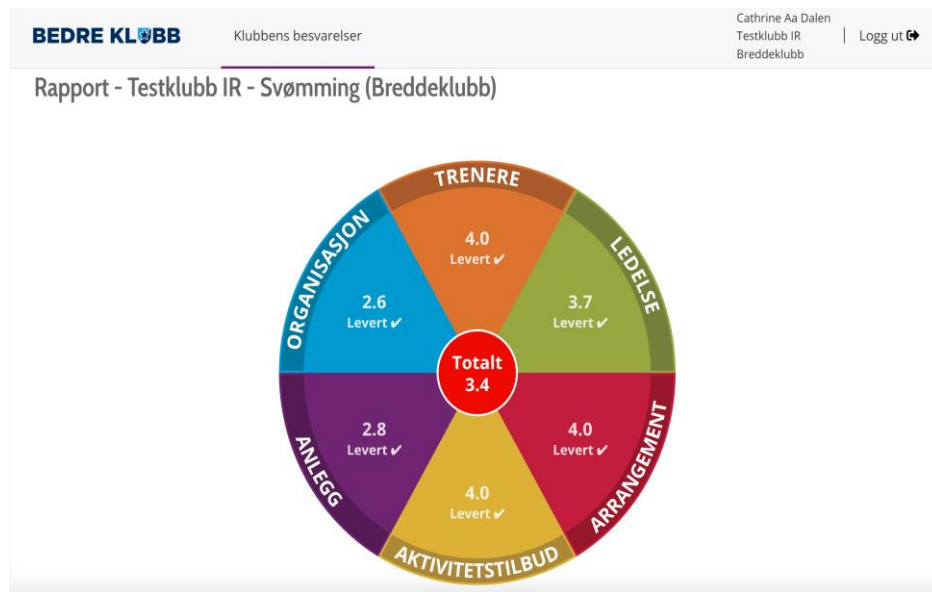 BEDRE KLUBB
Klubbens besvarelser
Cathrine Aa Dalen
Testklubb IR
Breddeklubb
Logg ut
Rapport - Testklubb IR - Svømming (Breddeklubb)
TRENERE
4.0
Levert ✔
ORGANISASJON
2.6
Levert ✔
LEDELSE
3.7
Levert ✔
Totalt
3.4
ANLEGG
2.8
Levert ✔
ARRANGEMENT
4.0
Levert ✔
4.0
Levert ✔
AKTIVITETSTILBUD